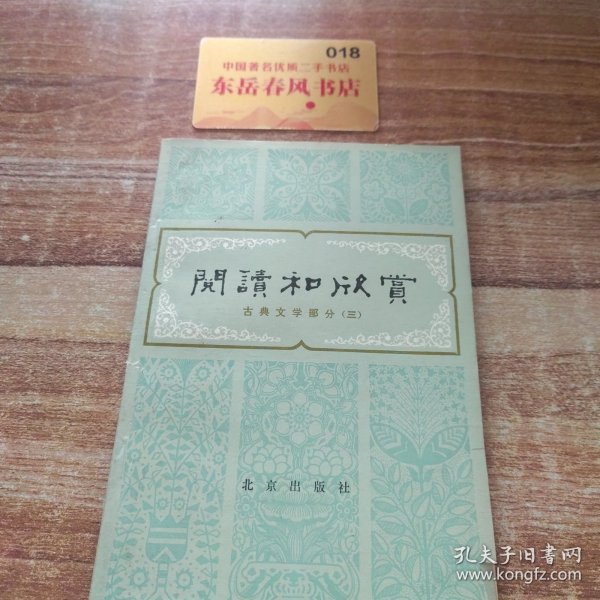 018
中国著名优质二手书店
东岳春风书店
閱讀和欣賞
古典文学部分(三)
北京出版社
孔夫子旧书网
www.kongfz.com